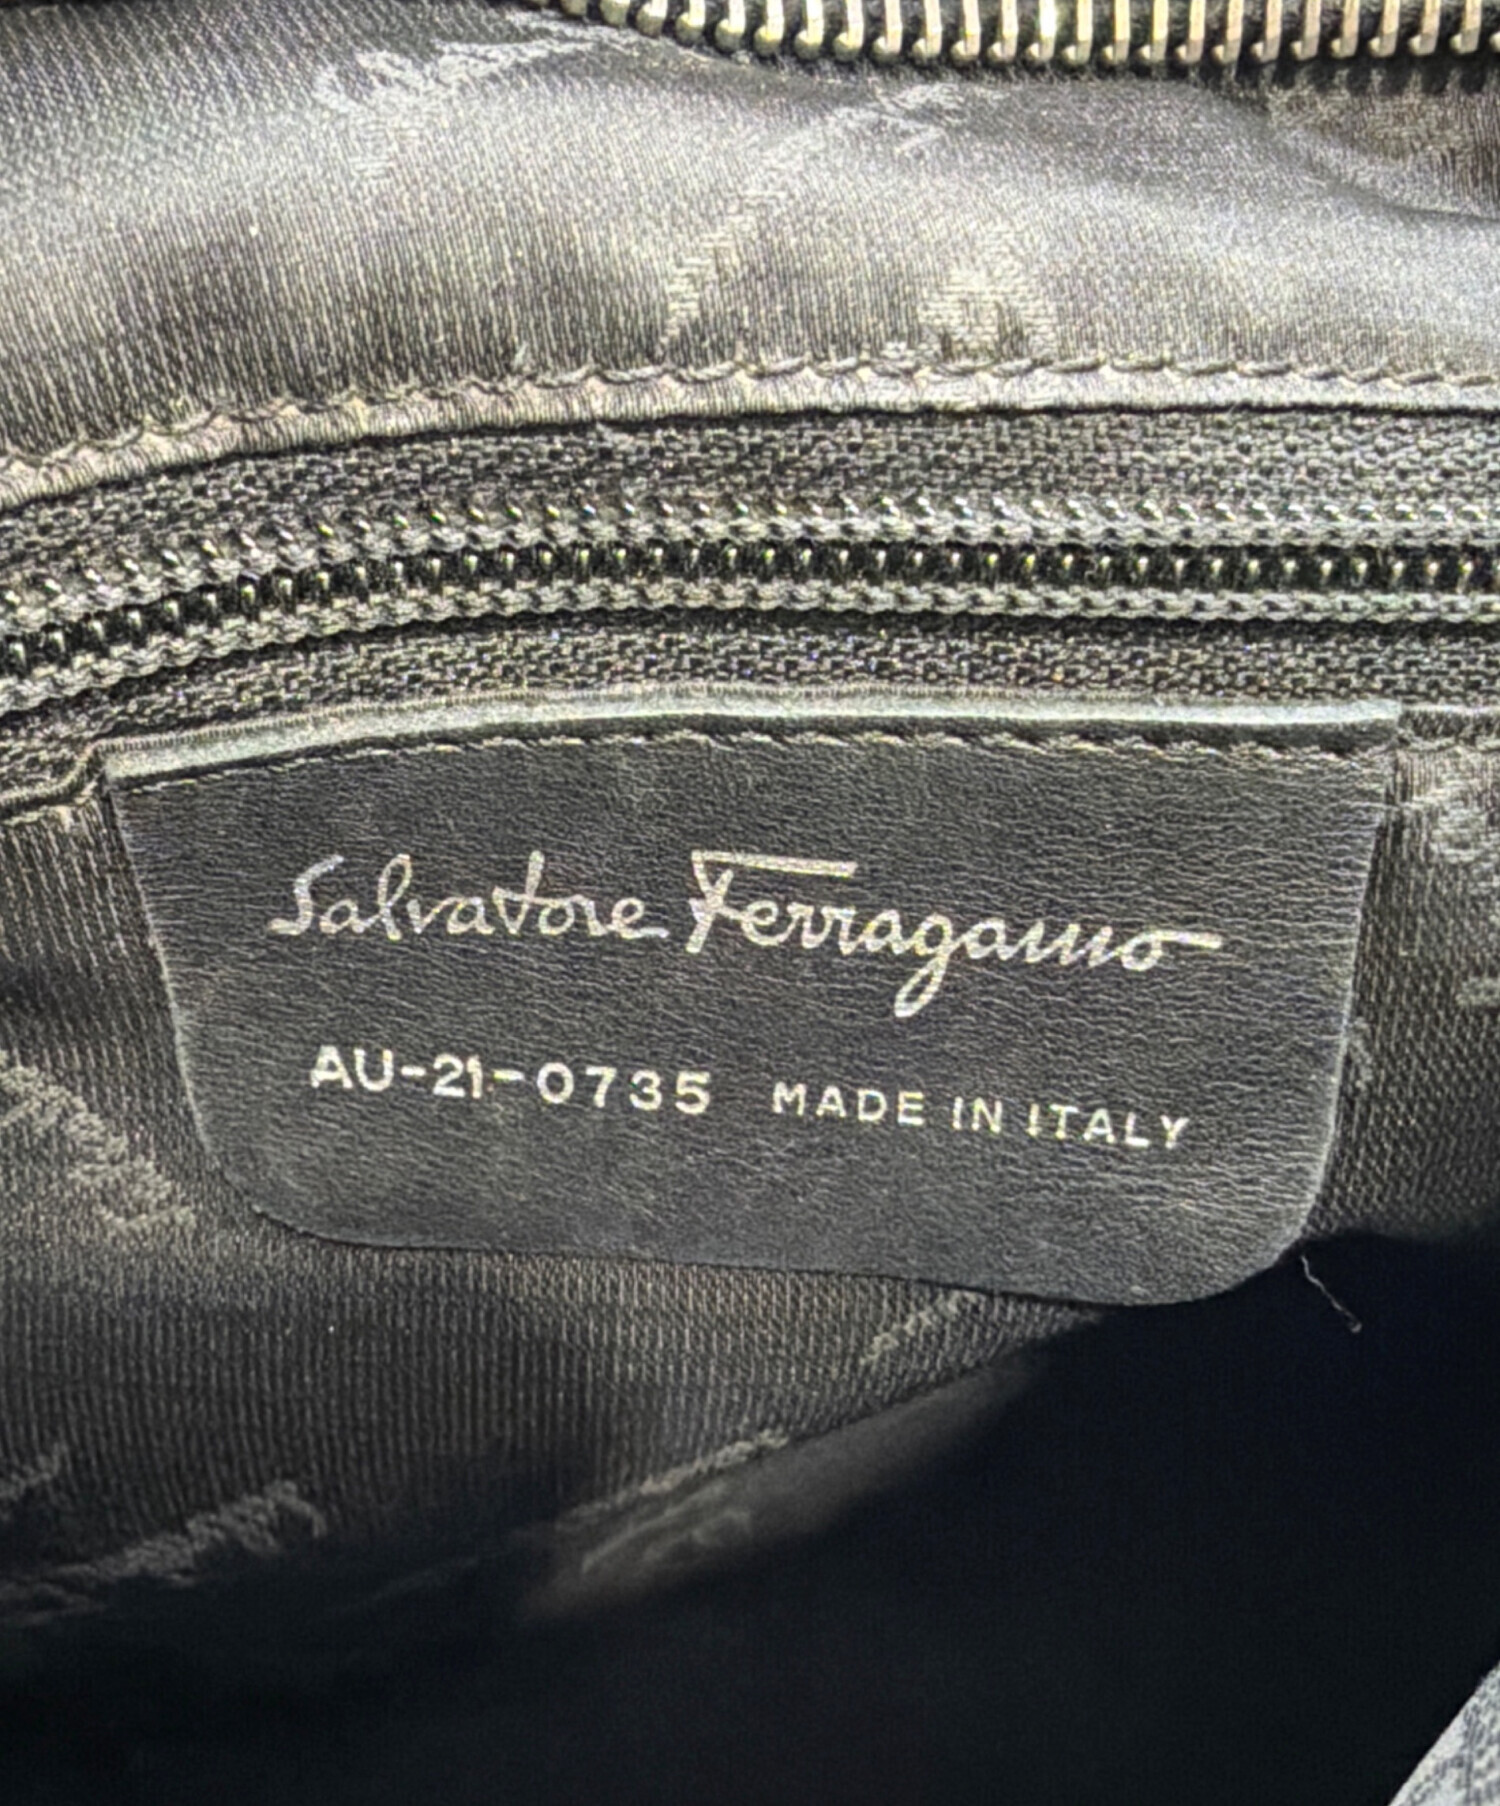 Salvatore Ferragamo
AU-21-0735 MADE IN ITALY